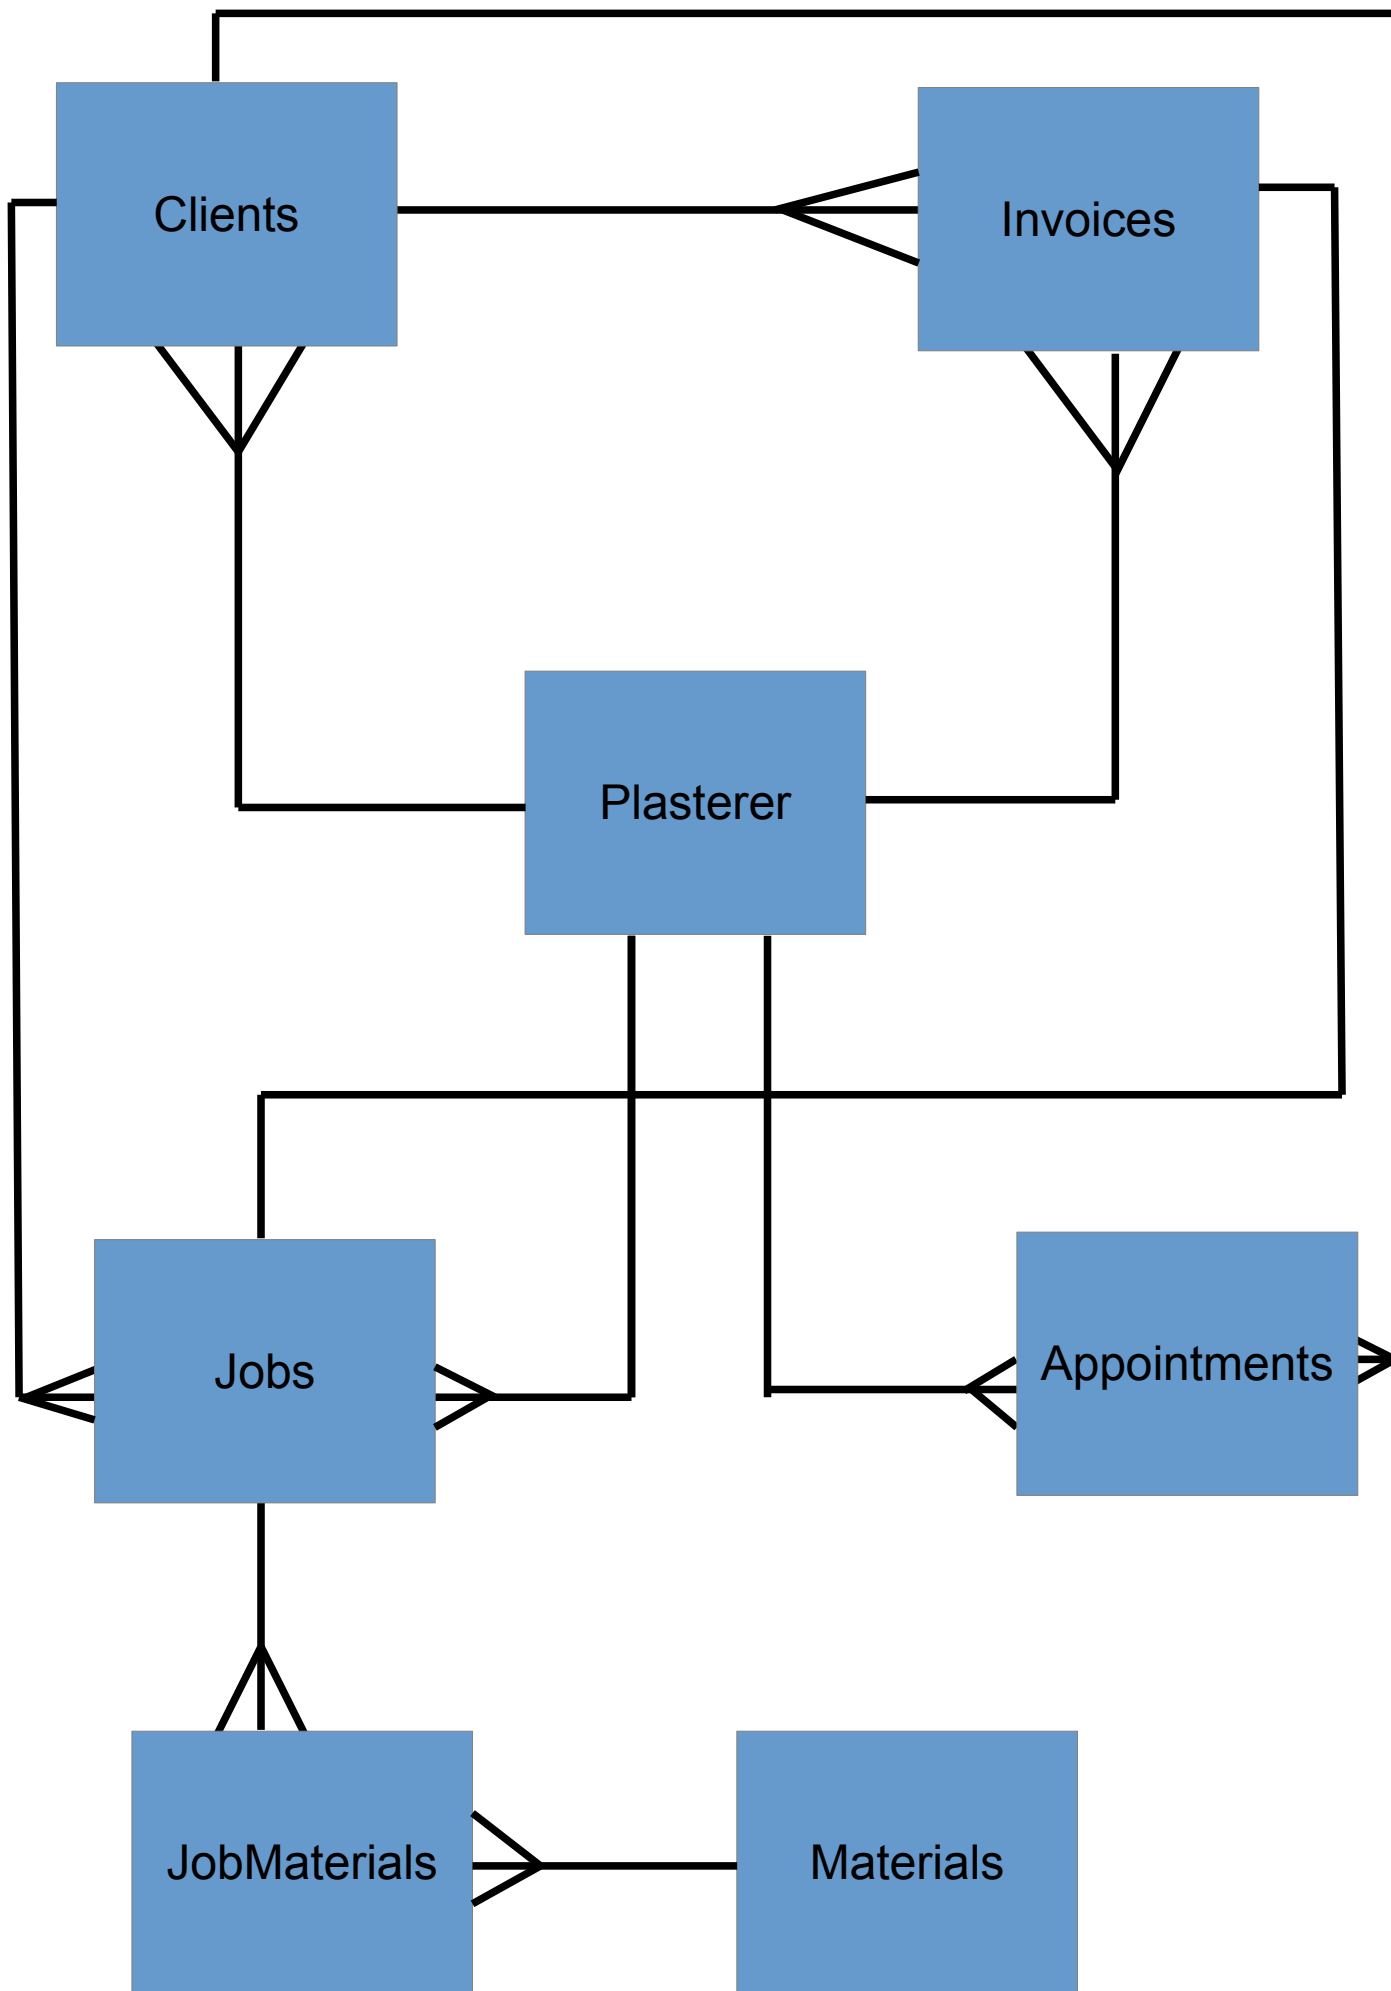 Clients
Invoices
Plasterer
Jobs
Appointments
JobMaterials
Materials